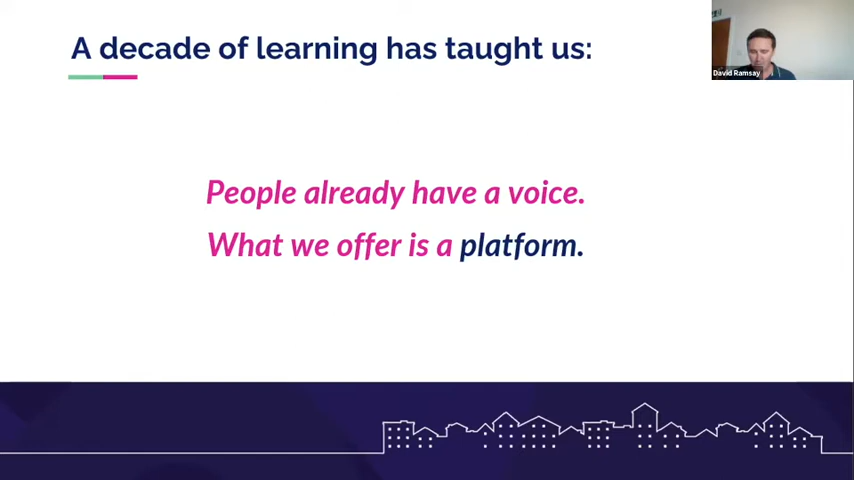 A decade of learning has taught us:
David Ramsay
People already have a voice.
What we offer is a platform.